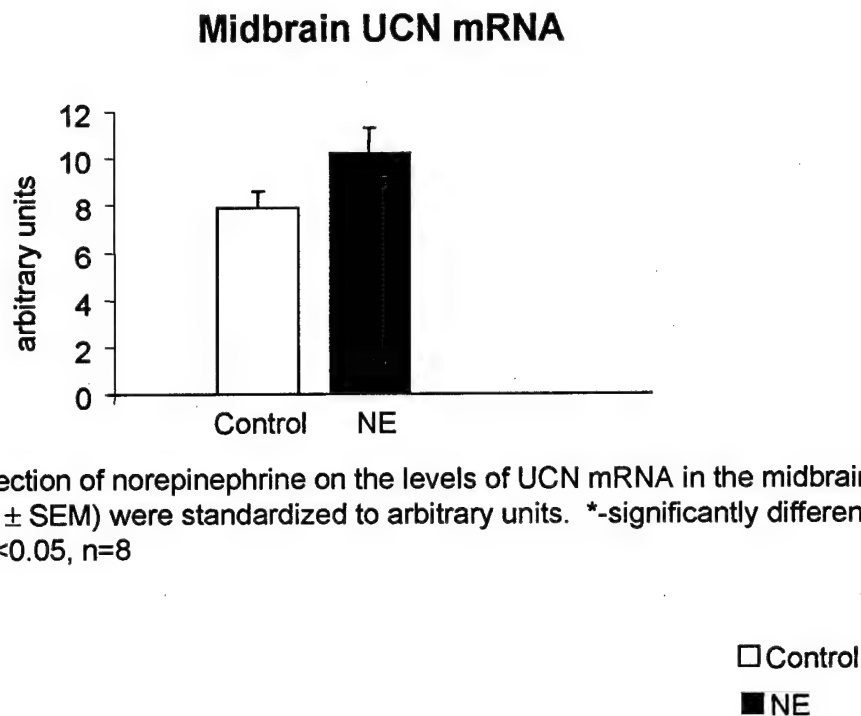 Midbrain UCN mRNA
arbitrary units
12
10
8
6
4
2
0
Control NE
ection of norepinephrine on the levels of UCN mRNA in the midbrain
± SEM) were standardized to arbitrary units. *-significantly differen
<0.05, n=8
Control
NE